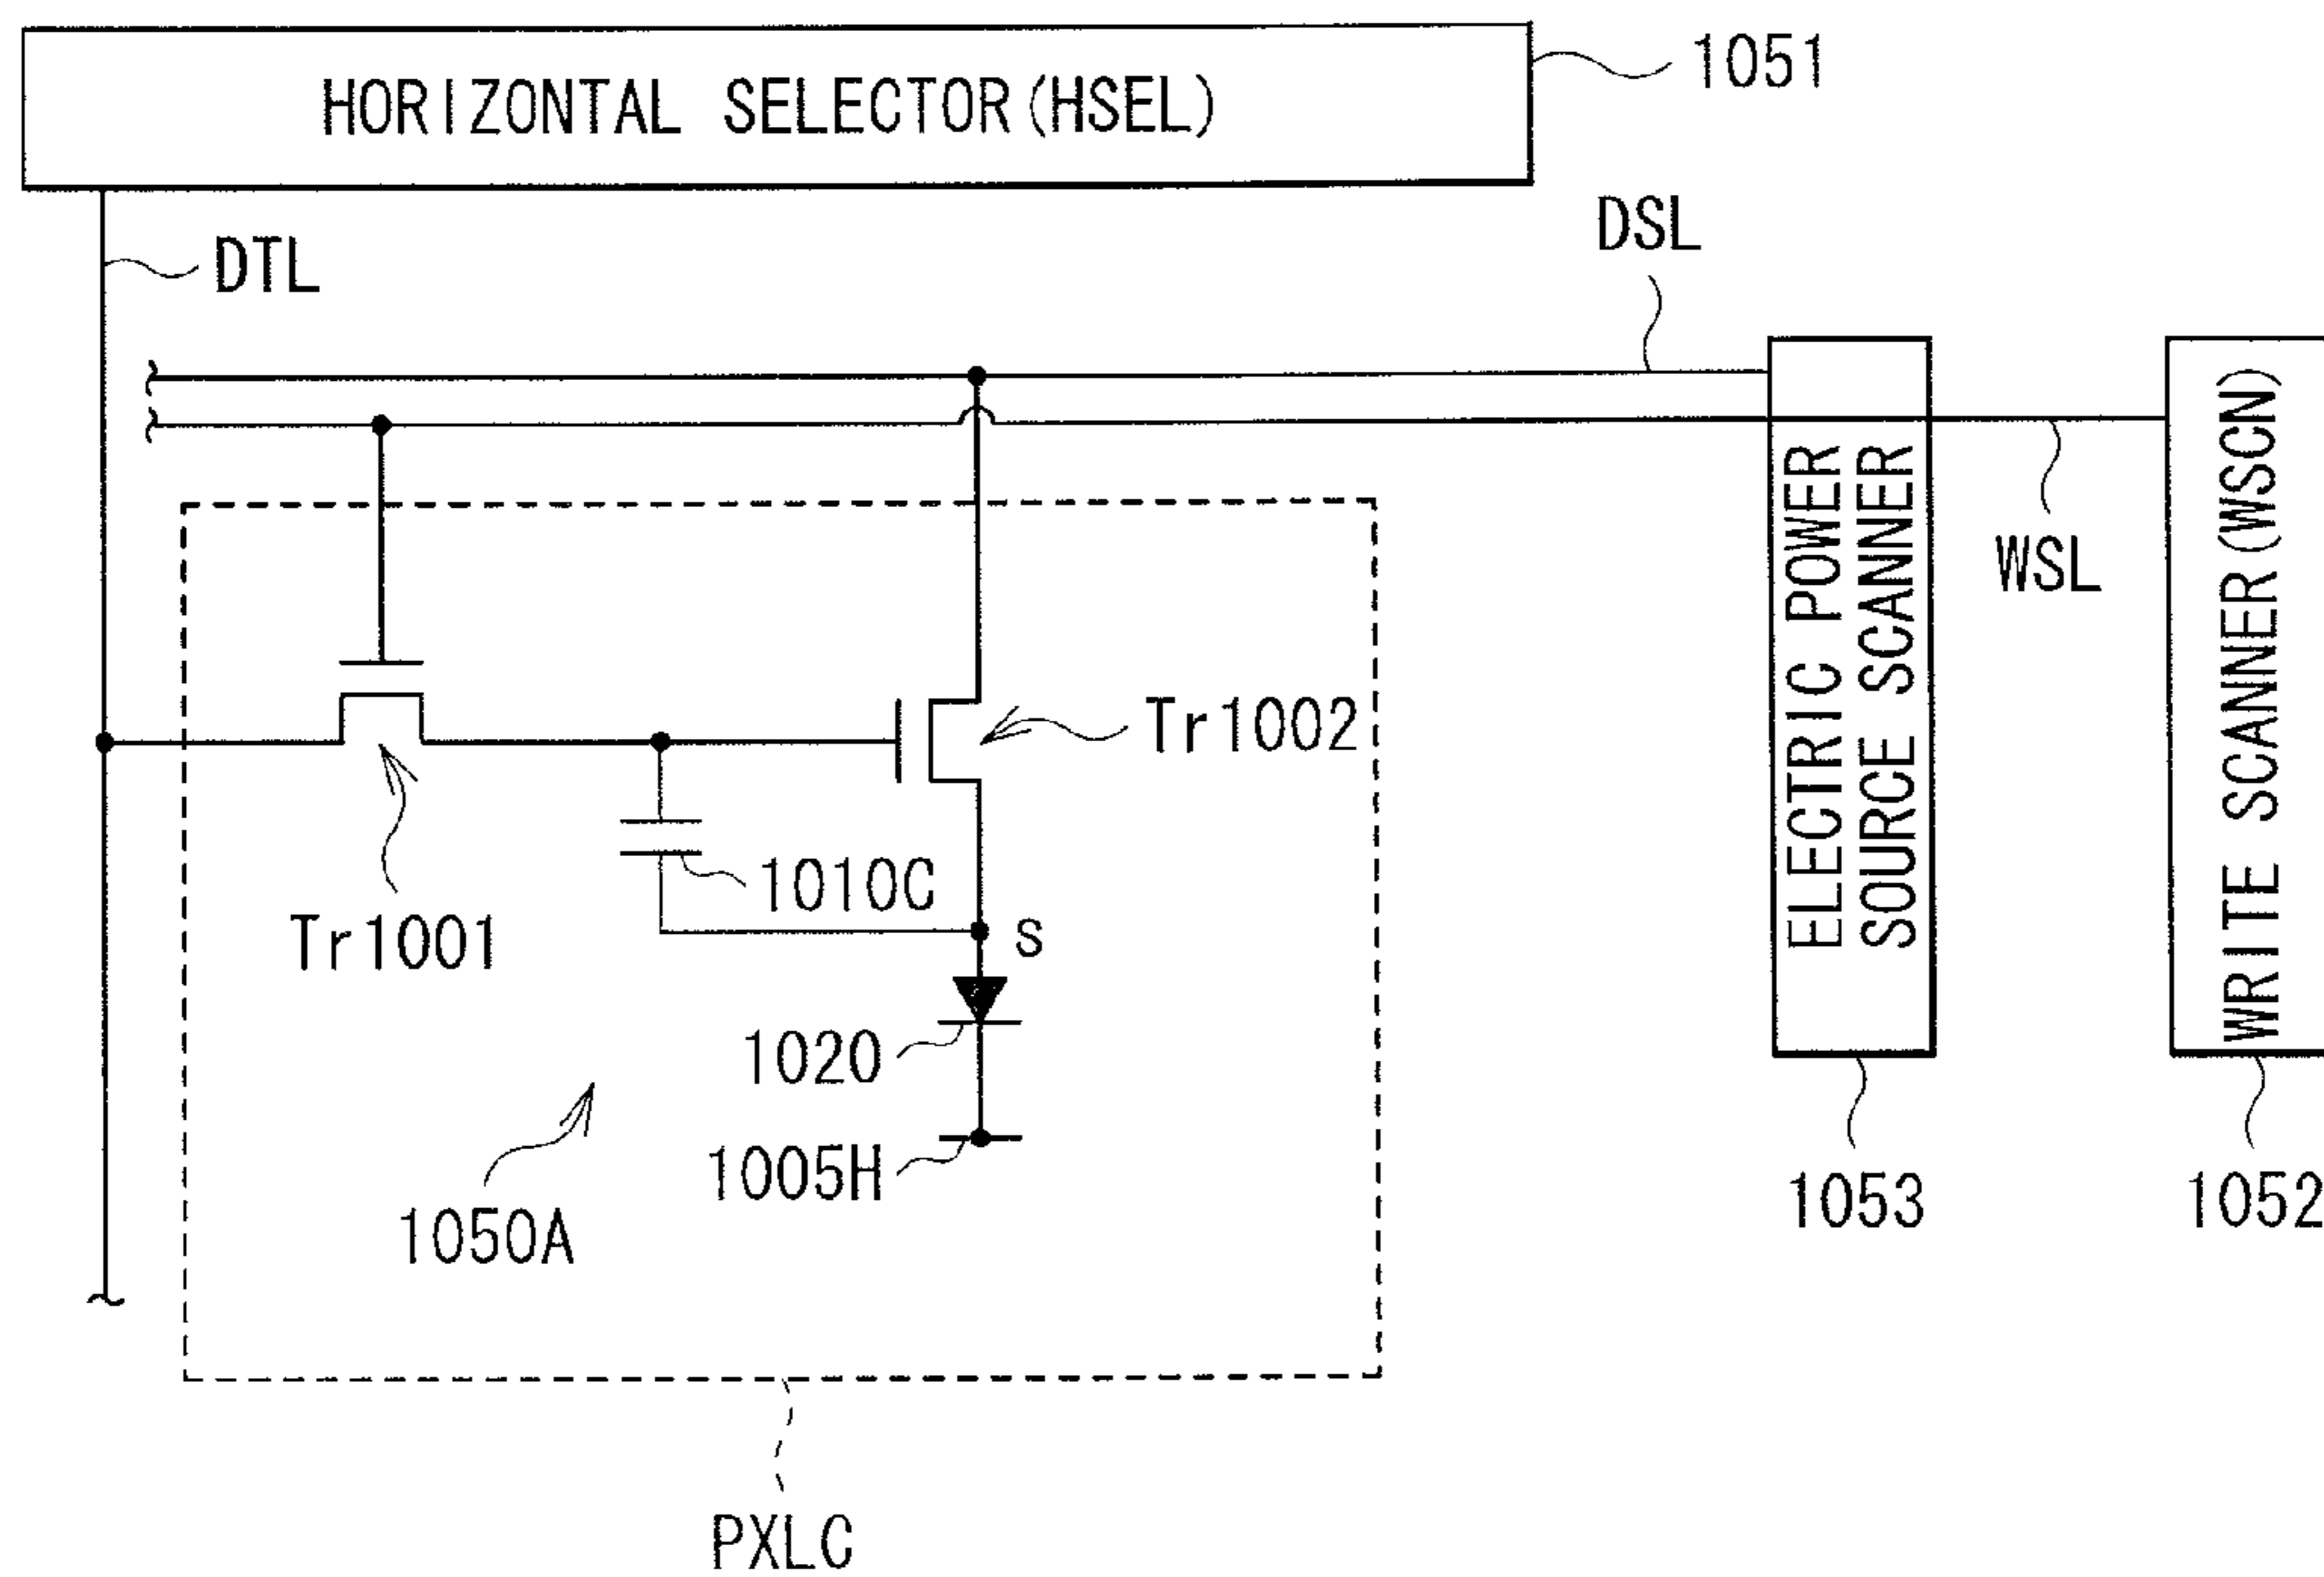 HORIZONTAL SELECTOR(HSEL)
1051
DTL
DSL
WSL
ELECTRIC POWER
SOURCE SCANNER
WRITE SCANNER(WSCN)
Tr1002
1010C
Tr1001
S
1020
1005H
1050A
1053
1052
PXLC